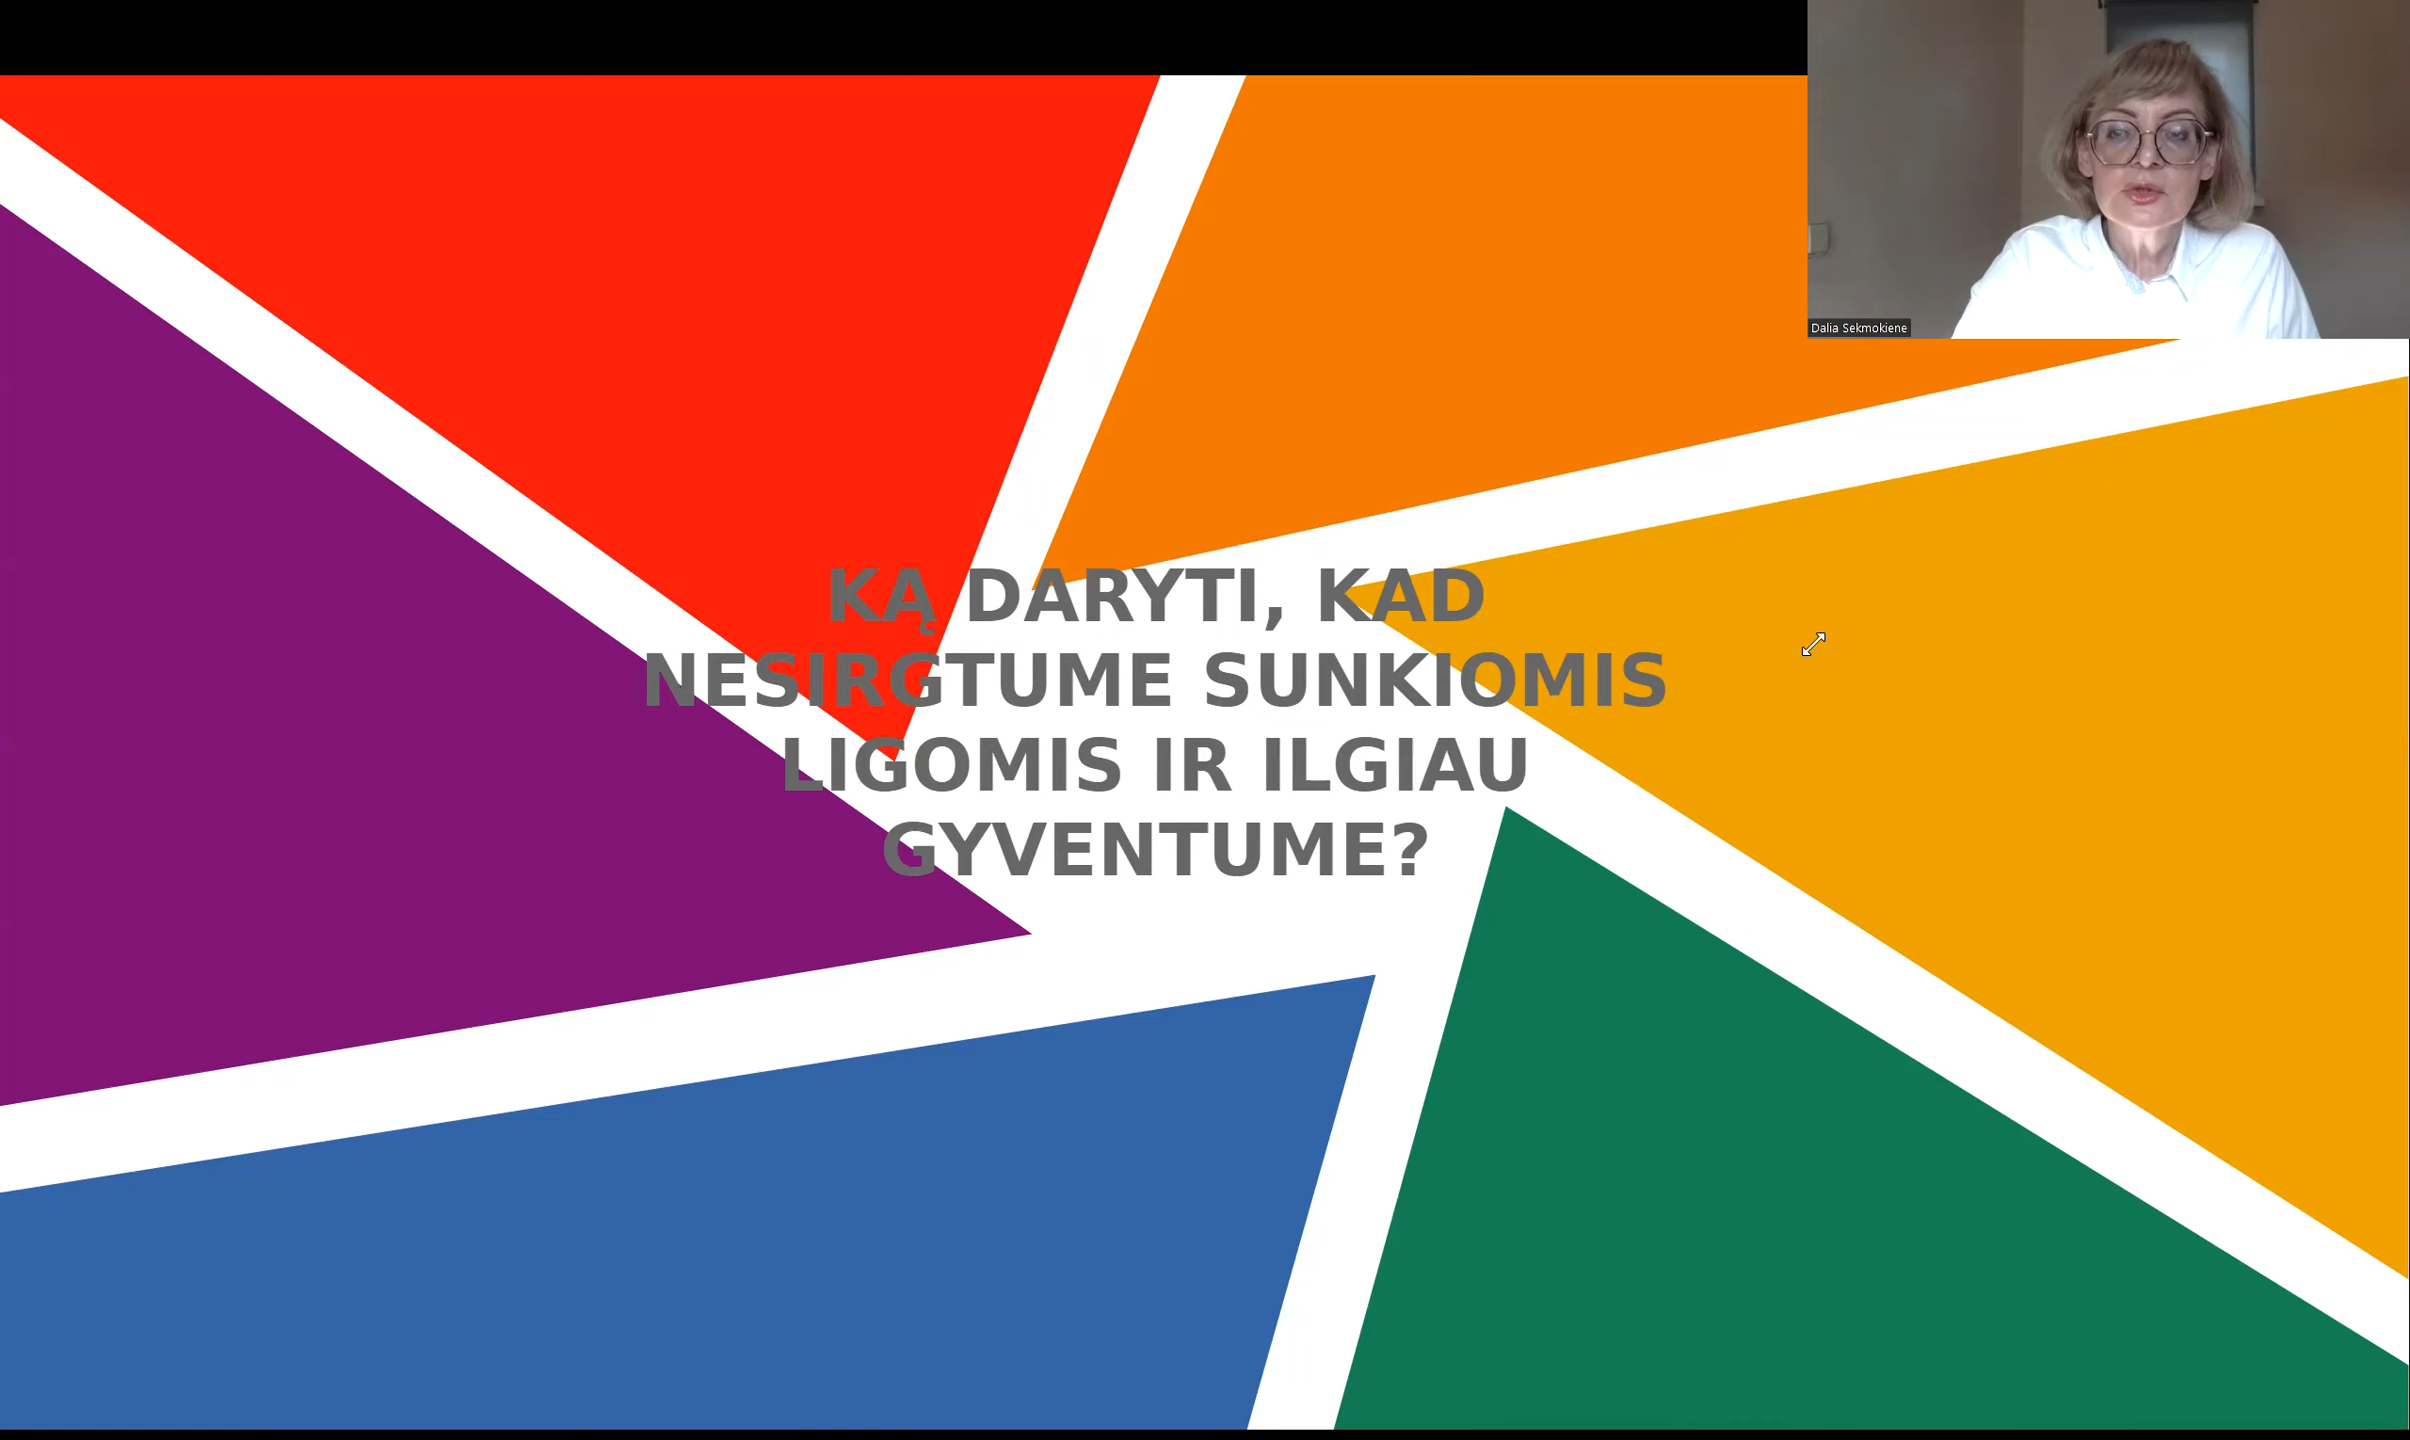 Dalia Sekmokiene
KĄ DARYTI, KAD
NESIRGTUME SUNKIOMIS
LIGOMIS IR ILGIAU
GYVENTUME?